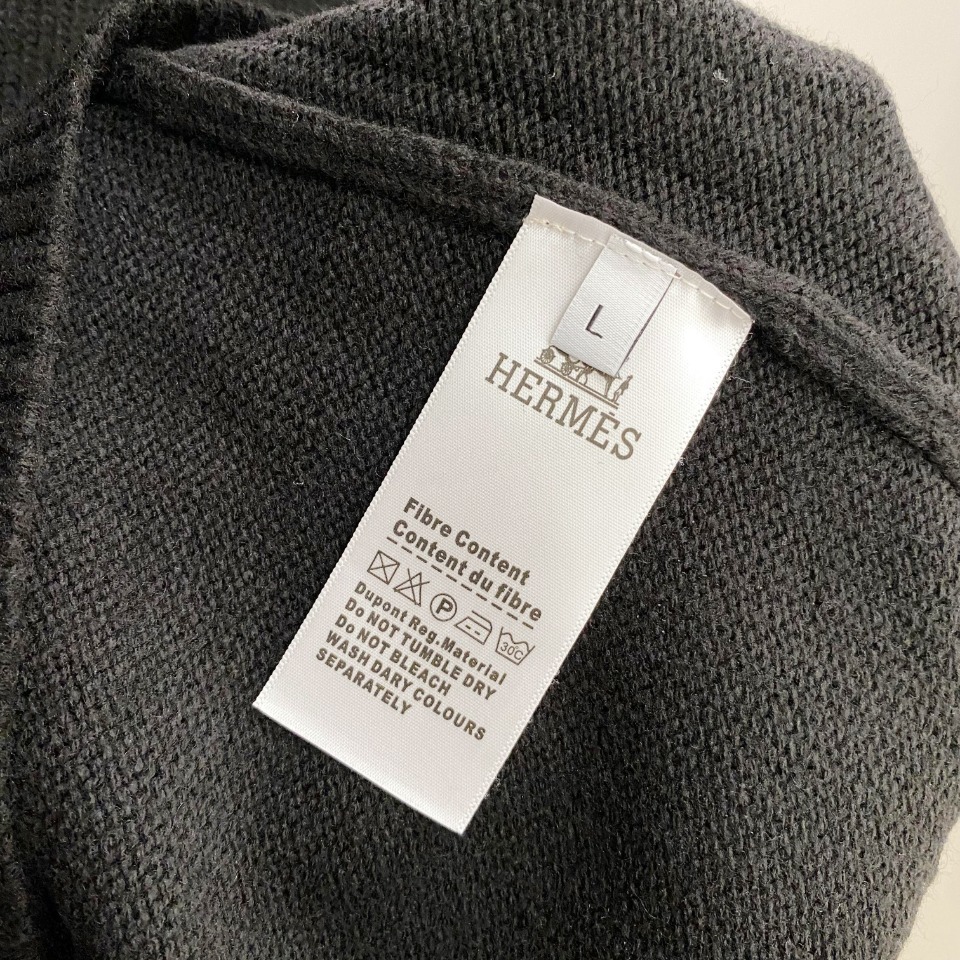 L
HERMÈS
Fibre Content
Content du fibre
P
30C
Dupont Reg.Material
Do NOT TUMBLE DRY
Do NOT BLEACH
WASH DARY COLOURS
SEPARATELY